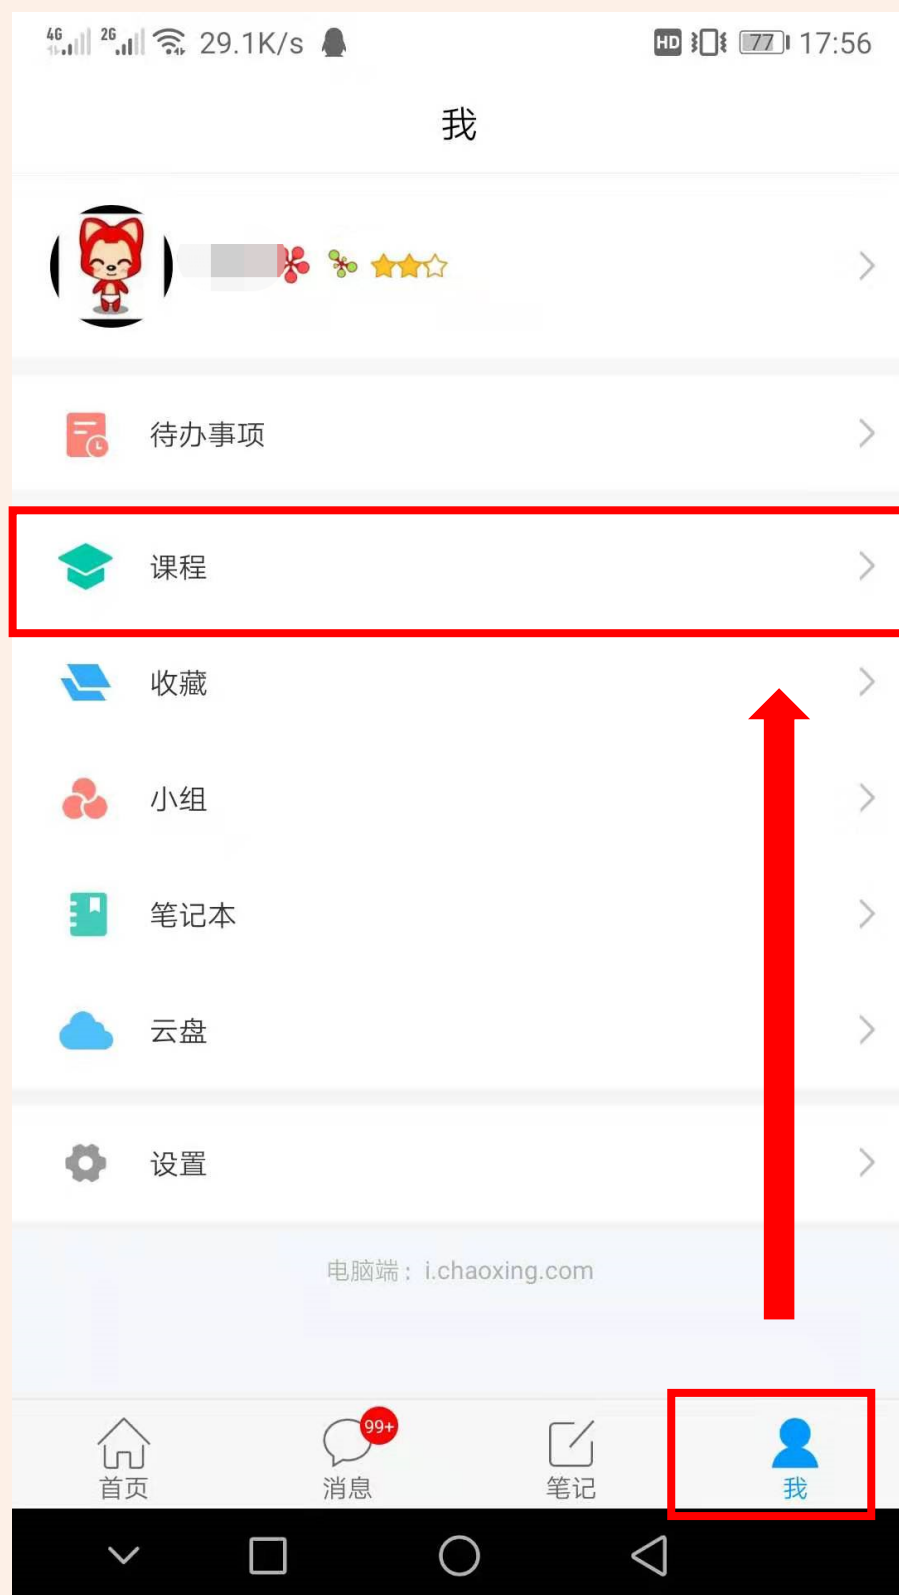 4G 2G 29.1K/s HD 77 17:56
我
待办事项
课程
收藏
小组
笔记本
云盘
设置
电脑端：i.chaoxing.com
99+
首页 消息 笔记 我